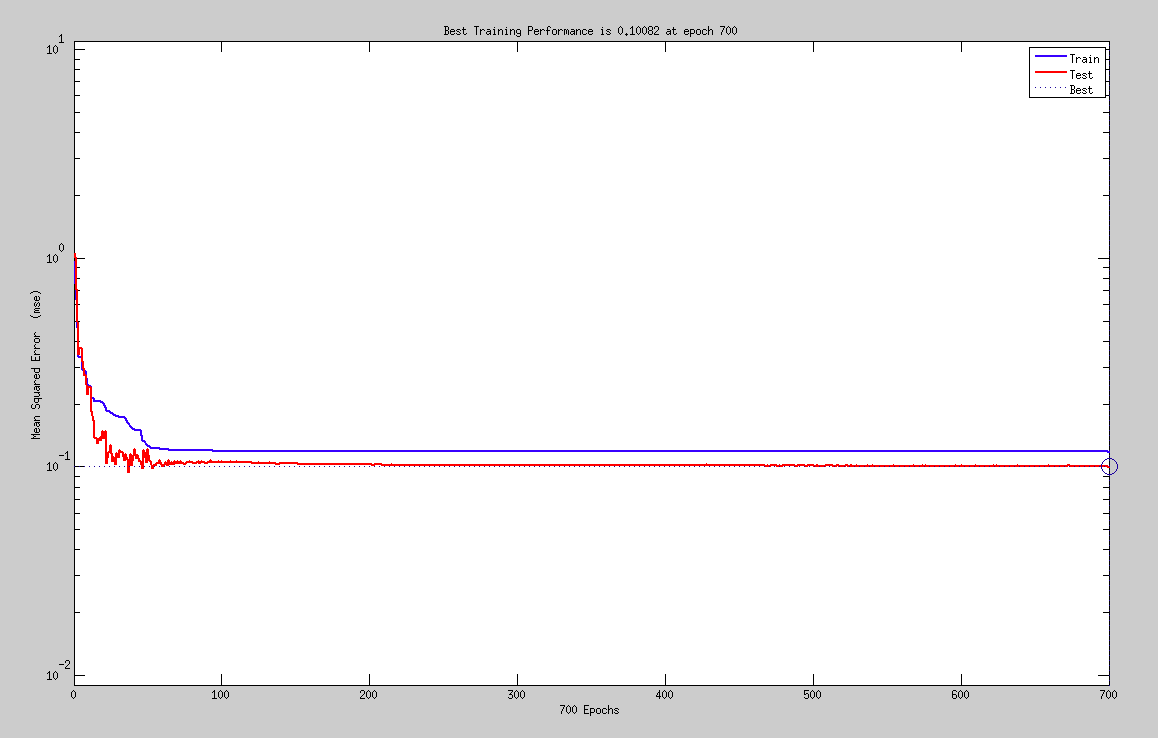 Best Training Performance is 0.10082 at epoch 700
Train
Test
Best
Mean Squared Error (mse)
10^1
10^0
10^-1
10^-2
0 100 200 300 400 500 600 700
700 Epochs